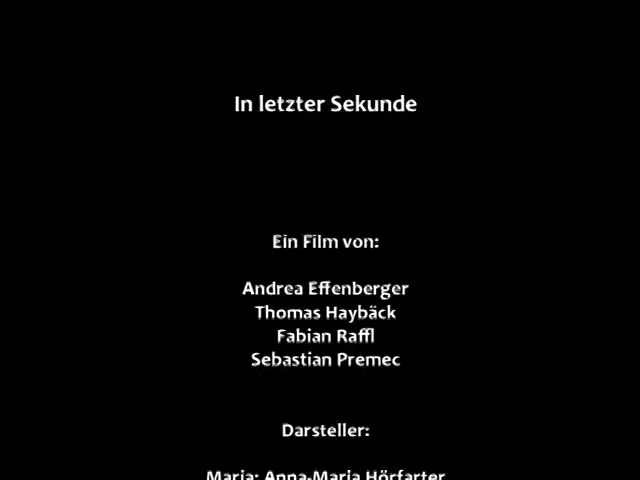 In letzter Sekunde
Ein Film von:
Andrea Effenberger
Thomas Haybäck
Fabian Raffl
Sebastian Premec
Darsteller:
Maria: Anna-Maria Hörfarter